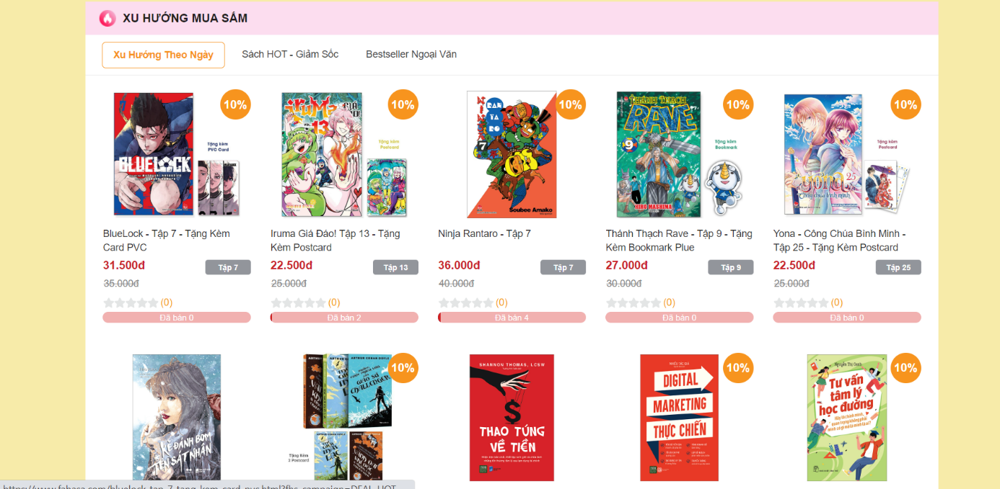 XU HƯỚNG MUA SẮM
Xu Hướng Theo Ngày
Sách HOT - Giảm Sốc
Bestseller Ngoại Văn
10%
10%
10%
10%
10%
BLUELOCK
Tặng kèm
PVC Card
VOL. 13
Tặng kèm
Postcard
NINJA
RAN
TA
RO
7
Soubee Amako
THÁNH THẠCH
RAVE
9
HIRO MASHIMA
Tặng kèm
Bookmark
yona 25
Công chúa bình minh
Tặng kèm
Postcard
BlueLock - Tập 7 - Tặng Kèm
Card PVC
31.500đ
Tập 7
35.000đ
(0)
Đã bán 0
Iruma Giá Đáo! Tập 13 - Tặng
Kèm Postcard
22.500đ
Tập 13
25.000đ
(0)
Đã bán 2
Ninja Rantaro - Tập 7
36.000đ
Tập 7
40.000đ
(0)
Đã bán 4
Thánh Thạch Rave - Tập 9 - Tặng
Kèm Bookmark Plue
27.000đ
Tập 9
30.000đ
(0)
Đã bán 0
Yona - Công Chúa Bình Minh -
Tập 25 - Tặng Kèm Postcard
22.500đ
Tập 25
25.000đ
(0)
Đã bán 0
KẺ ĐÁNH BOM
TÊN SÁT NHÂN
10%
GIÁO SƯ
CHALLENGER
Tặng Kèm
2 Postcard
SHANNON THOMAS, LCSW
THAO TÚNG
VỀ TIỀN
10%
DIGITAL
MARKETING
THỰC CHIẾN
10%
Tư vấn
tâm lý
học đường
https://www.fahasa.com/bluelock-tap-7-tang-kem-card-pvc.html?fhs_campaign=DEAL_HOT